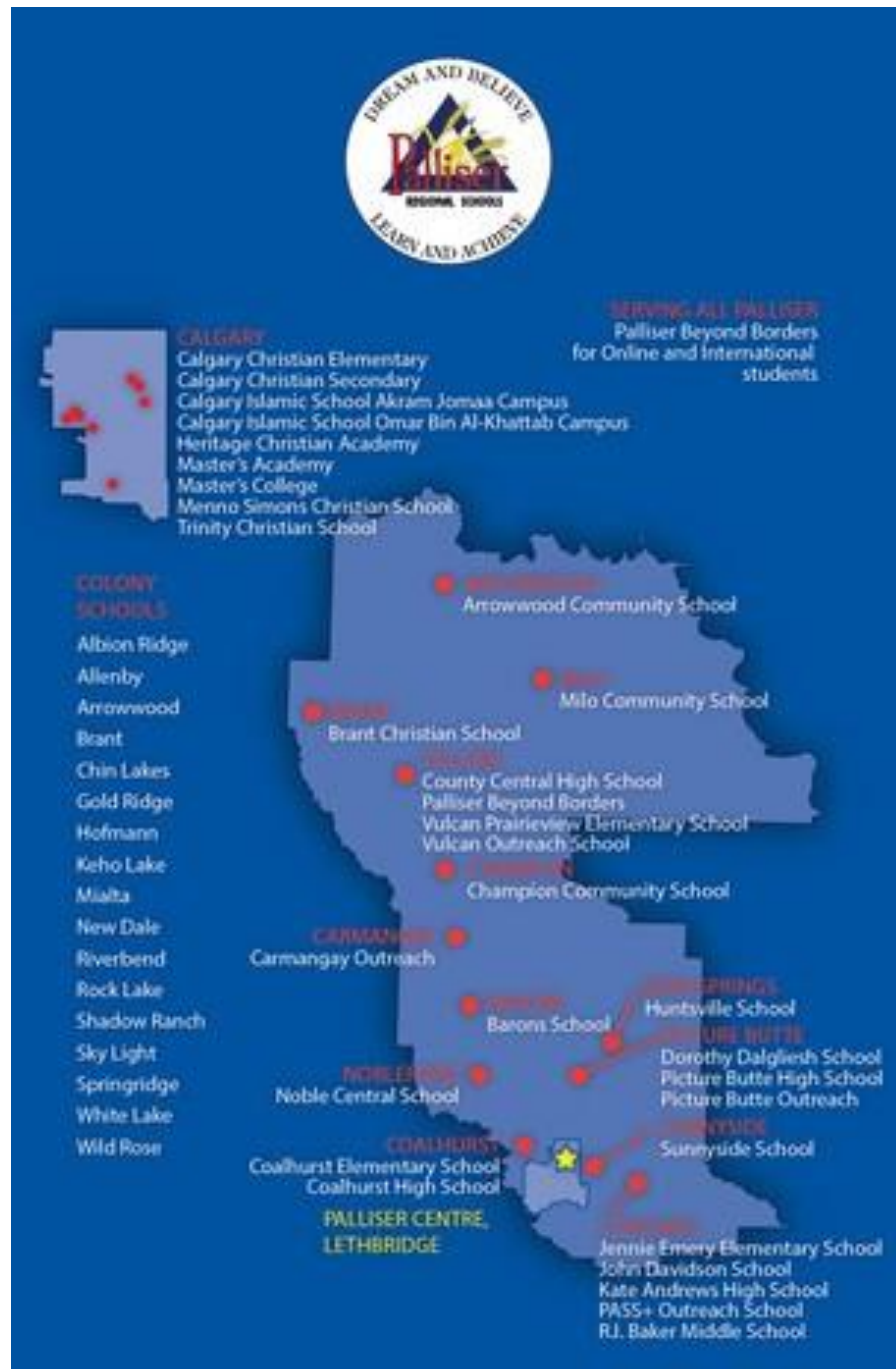 DREAM AND BELIEVE
Palliser
REGIONAL SCHOOLS
LEARN AND ACHIEVE
SERVING ALL PALLISER
Palliser Beyond Borders
for Online and International
students
CALGARY
Calgary Christian Elementary
Calgary Christian Secondary
Calgary Islamic School Akram Jomaa Campus
Calgary Islamic School Omar Bin Al-Khattab Campus
Heritage Christian Academy
Master's Academy
Master's College
Menno Simons Christian School
Trinity Christian School
COLONY
SCHOOLS
Albion Ridge
Allenby
Arrowwood
Brant
Chin Lakes
Gold Ridge
Hofmann
Keho Lake
Mialta
New Dale
Riverbend
Rock Lake
Shadow Ranch
Sky Light
Springridge
White Lake
Wild Rose
Arrowwood Community School
Milo Community School
Brant Christian School
County Central High School
Palliser Beyond Borders
Vulcan Prairieview Elementary School
Vulcan Outreach School
CHAMPION
Champion Community School
CARMANGAY
Carmangay Outreach
Barons School
SPRINGS
Huntsville School
PICTURE BUTTE
Dorothy Dalgliesh School
Picture Butte High School
Picture Butte Outreach
NOBLEFORD
Noble Central School
SUNNYSIDE
Sunnyside School
COALHURST
Coalhurst Elementary School
Coalhurst High School
PALLISER CENTRE,
LETHBRIDGE
Jennie Emery Elementary School
John Davidson School
Kate Andrews High School
PASS+ Outreach School
R.I. Baker Middle School